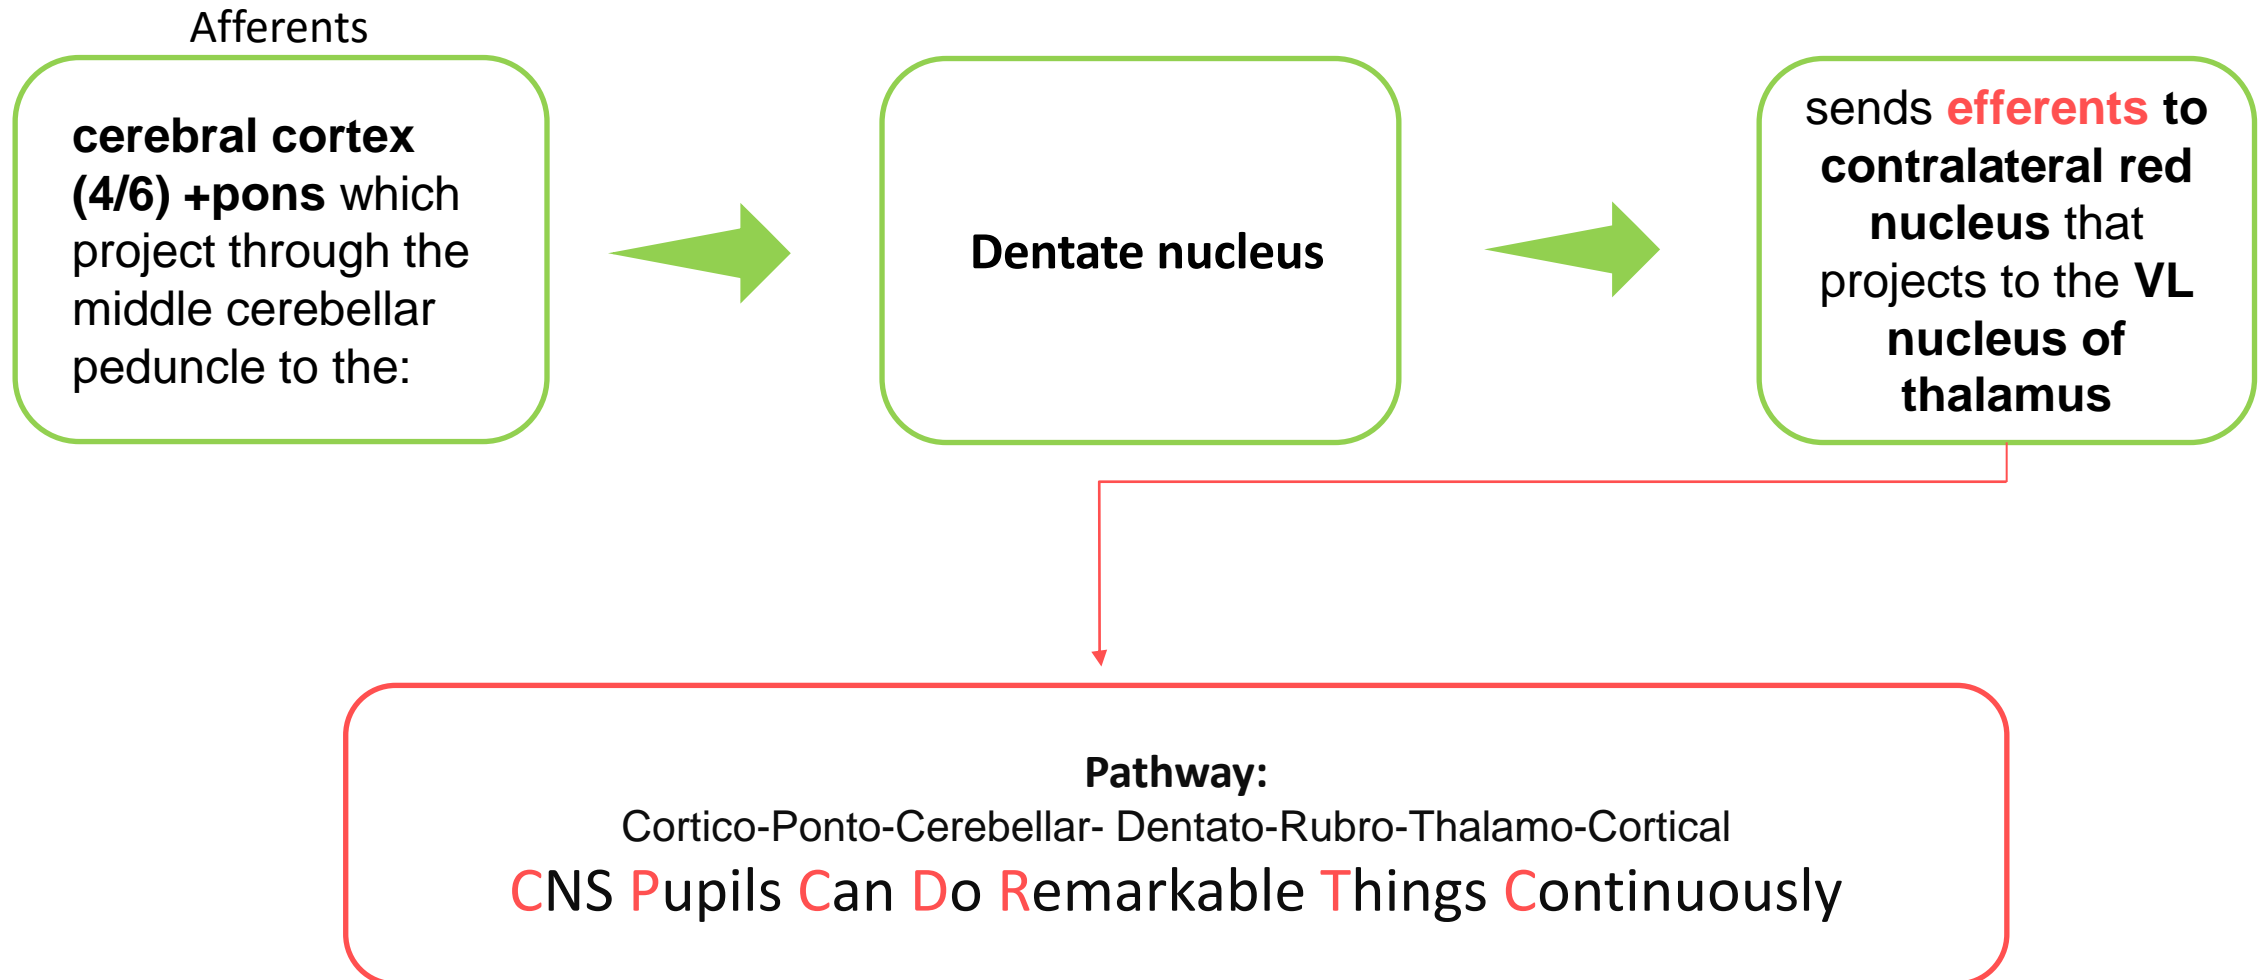 Afferents
cerebral cortex
(4/6) +pons which
project through the
middle cerebellar
peduncle to the:
Dentate nucleus
sends efferents to
contralateral red
nucleus that
projects to the VL
nucleus of
thalamus
Pathway:
Cortico-Ponto-Cerebellar- Dentato-Rubro-Thalamo-Cortical
CNS Pupils Can Do Remarkable Things Continuously